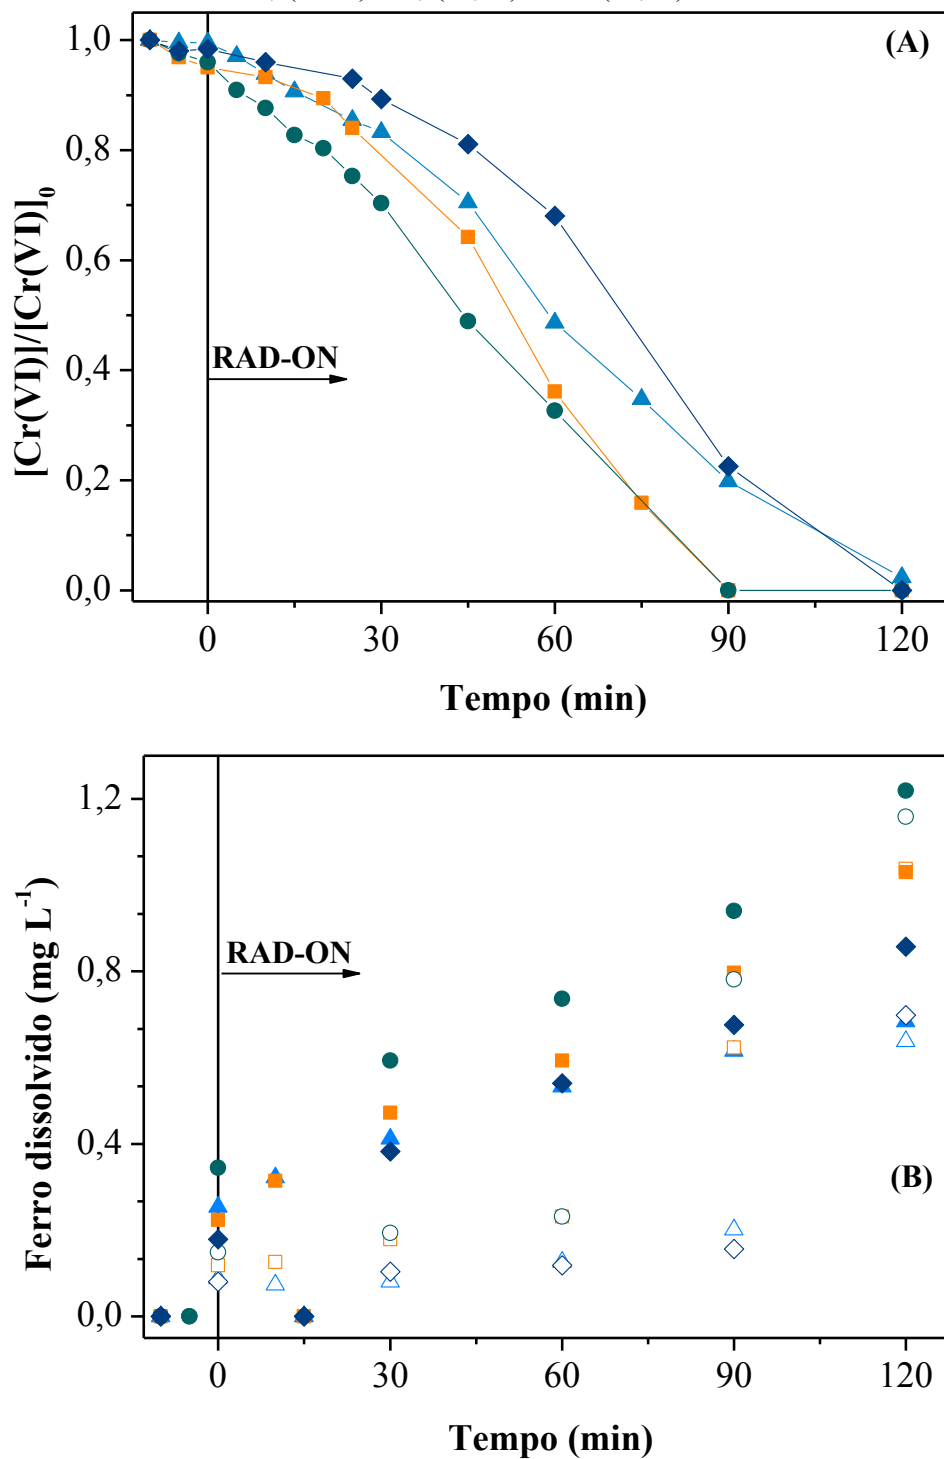 (A)
1,0
0,8
0,6
0,4
0,2
0,0
[Cr(VI)]/[Cr(VI)]0
RAD-ON
0 30 60 90 120
Tempo (min)
1,2
0,8
0,4
0,0
Ferro dissolvido (mg L-1)
RAD-ON
(B)
0 30 60 90 120
Tempo (min)